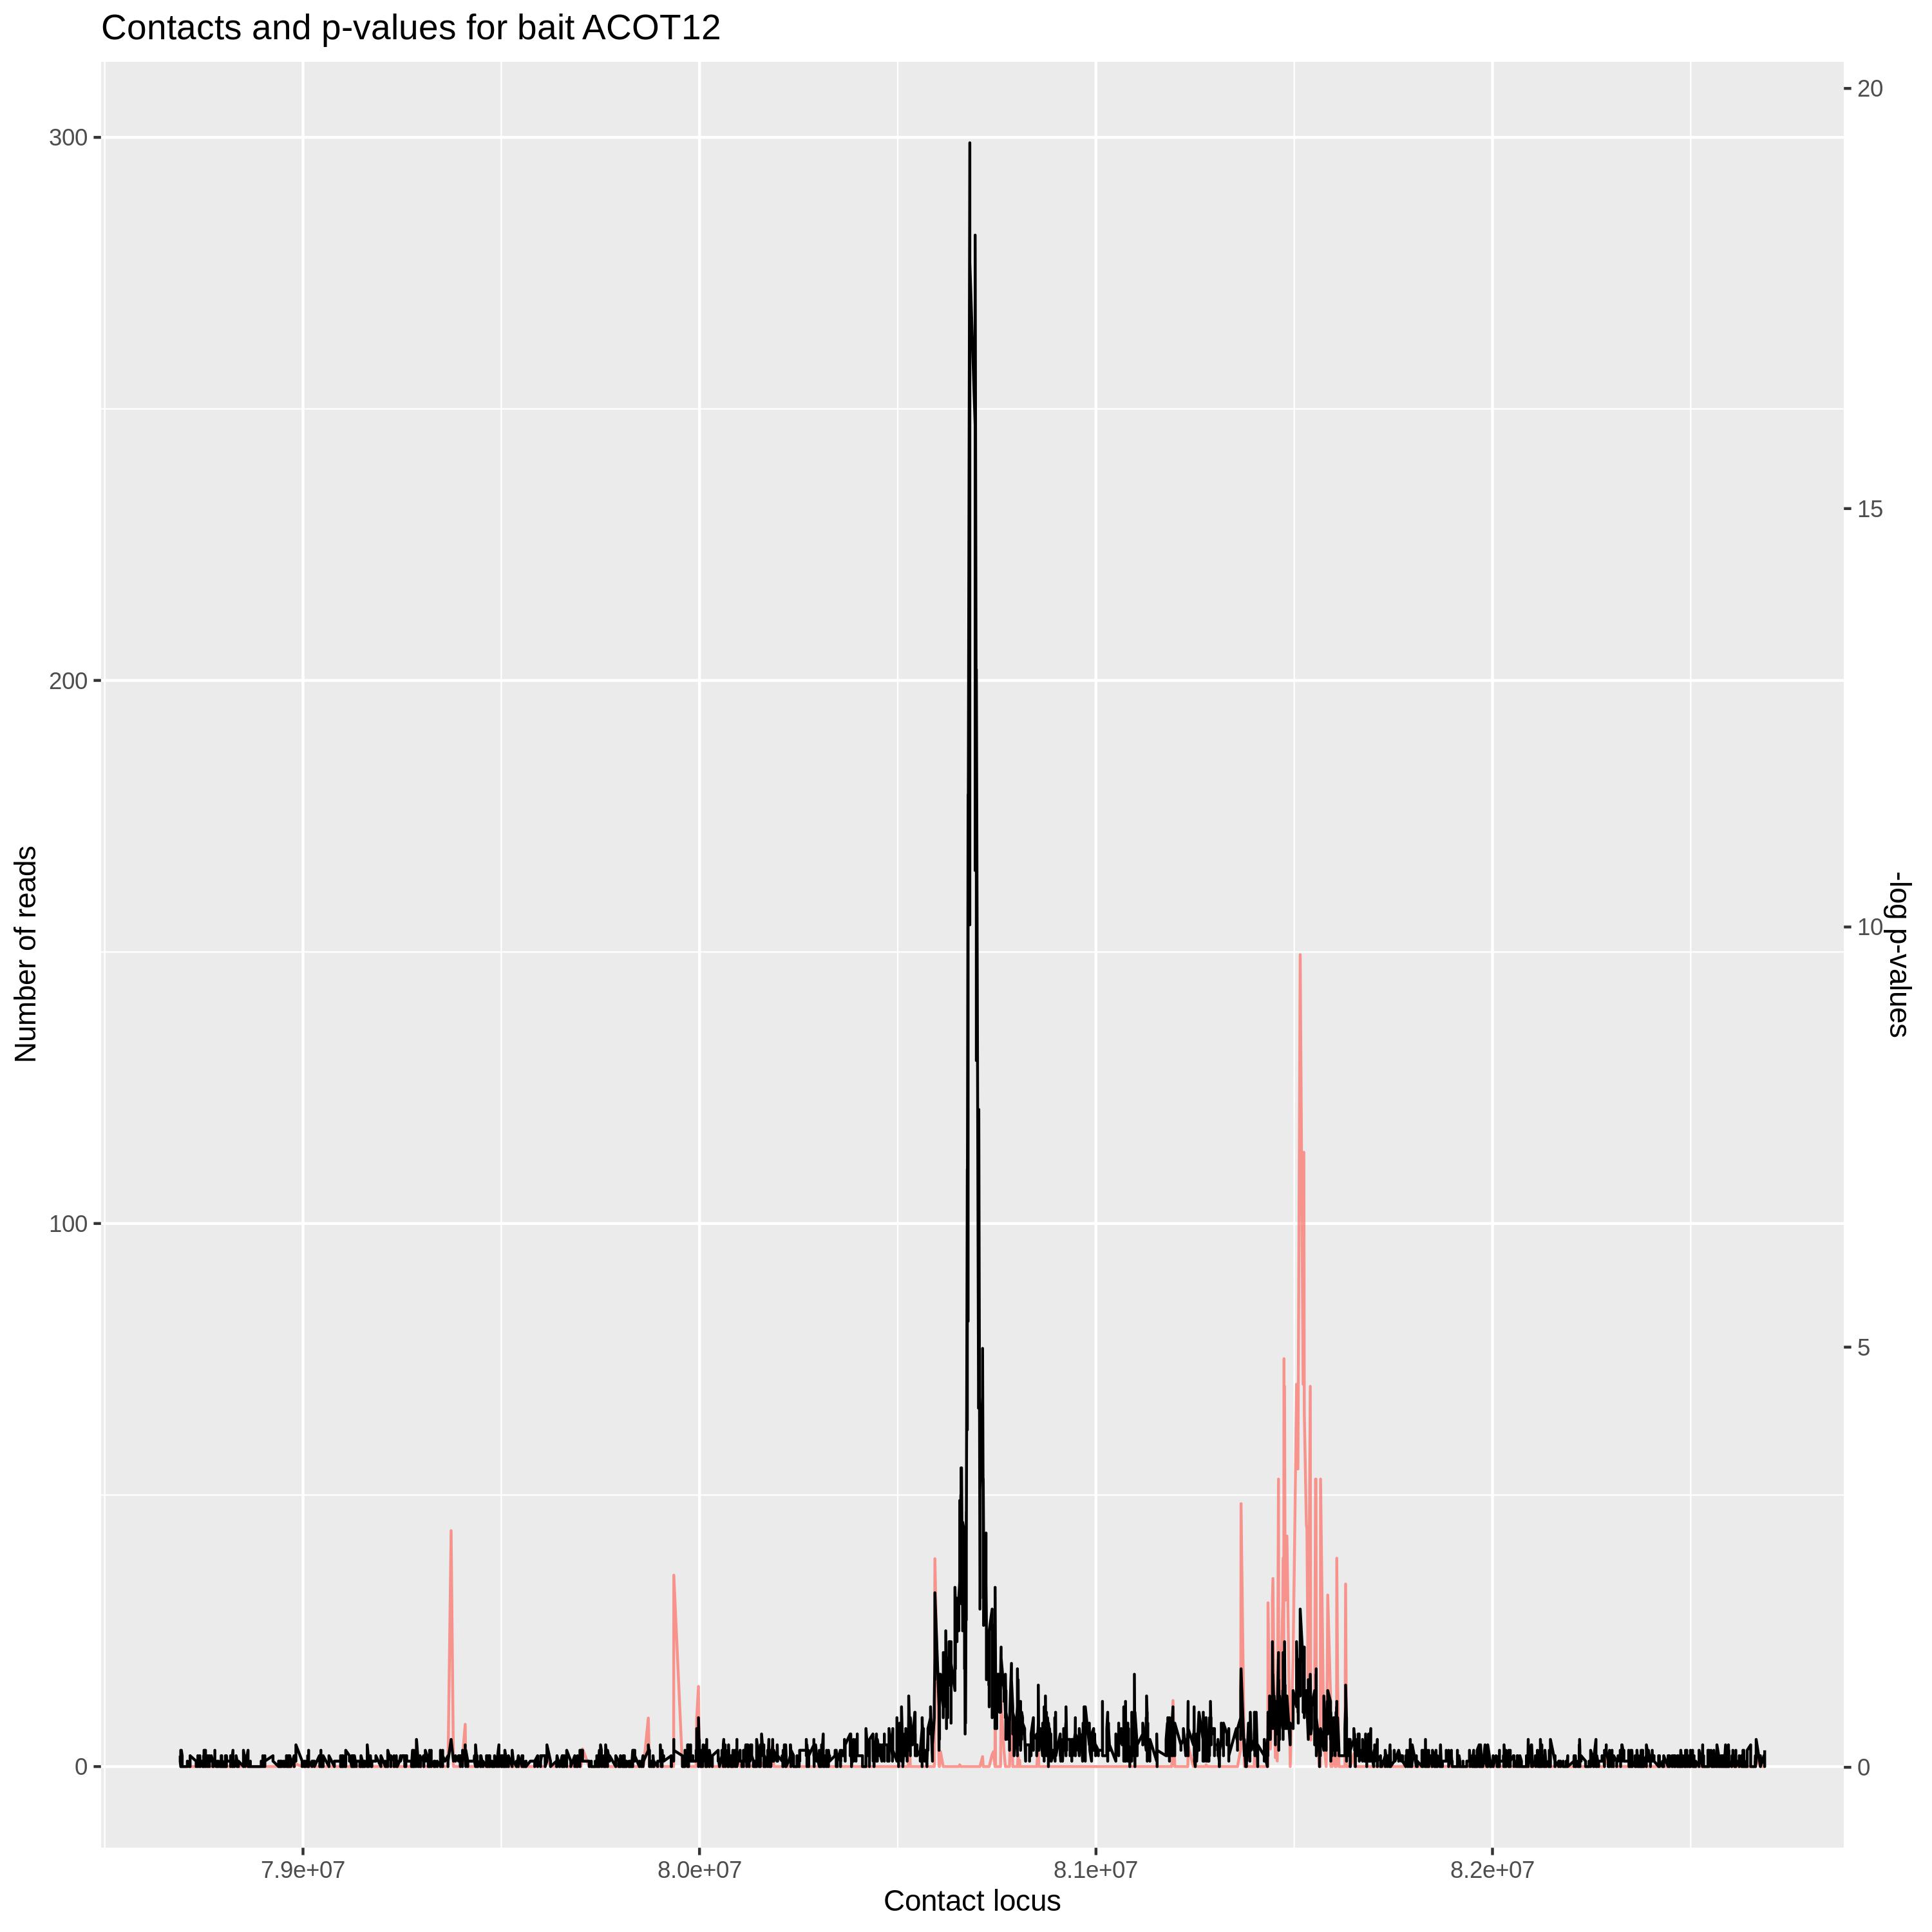 Contacts and p-values for bait ACOT12
300
200
100
0
Number of reads
20
15
10
5
0
-log p-values
7.9e+07
8.0e+07
8.1e+07
8.2e+07
Contact locus